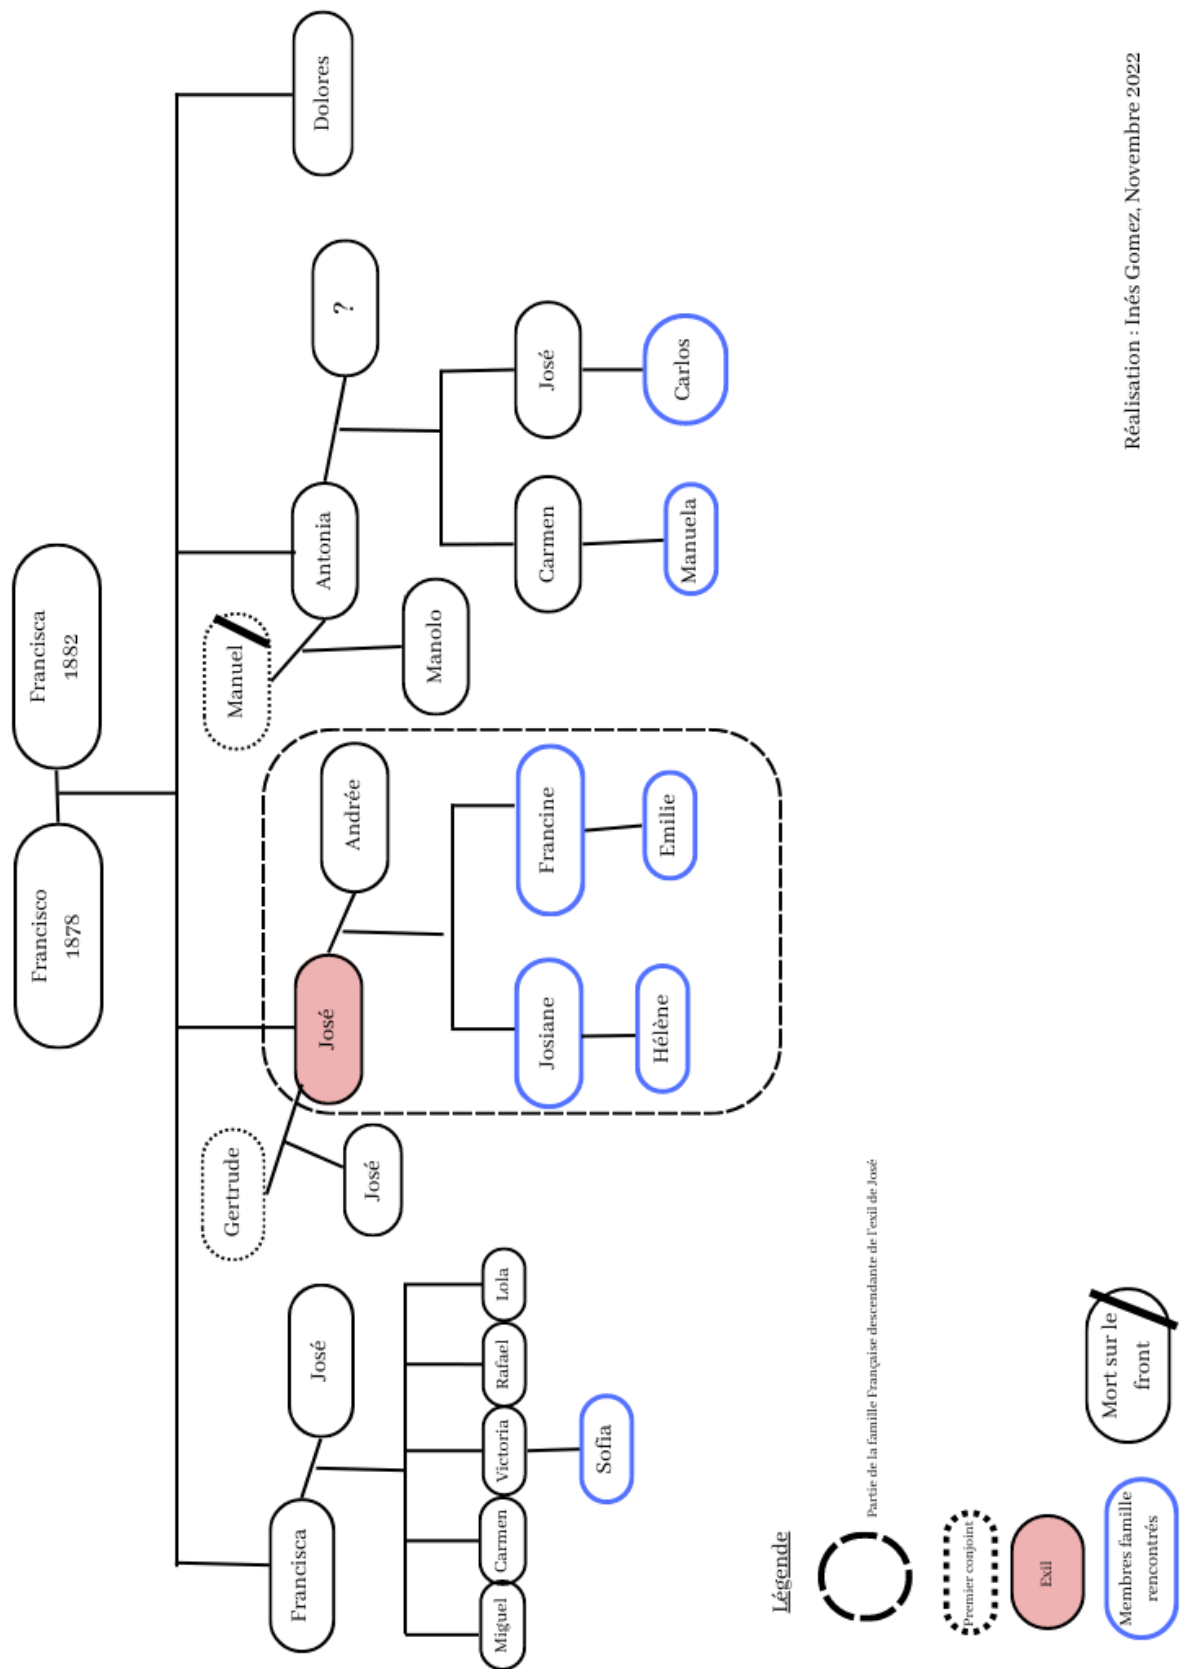 Francisco
1878
Francisca
1882
Gertrude
Manuel
Francisca
José
José
Andrée
Antonia
?
Dolores
José
Manolo
Miguel
Carmen
Victoria
Rafael
Lola
Josiane
Francine
Carmen
José
Sofia
Hélène
Emilie
Manuela
Carlos
Légende
Partie de la famille Française descendante de l'exil de José
Premier conjoint
Exil
Membres famille
rencontrés
Mort sur le
front
Réalisation : Inés Gomez, Novembre 2022